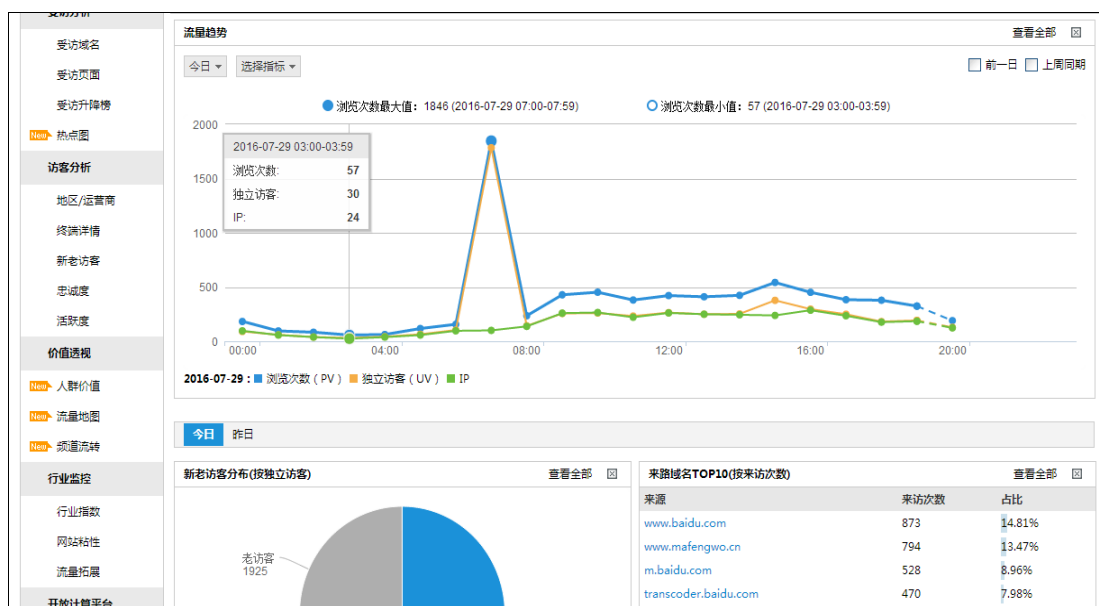 受访分析
受访域名
受访页面
受访升降榜
New 热点图
访客分析
地区/运营商
终端详情
新老访客
忠诚度
活跃度
价值透视
New 人群价值
New 流量地图
New 频道流转
行业监控
行业指数
网站粘性
流量拓展
开放计算平台
流量趋势 查看全部
今日 选择指标 前一日 上周同期
浏览次数最大值：1846 (2016-07-29 07:00-07:59) 浏览次数最小值：57 (2016-07-29 03:00-03:59)
2000
1500
1000
500
0
2016-07-29 03:00-03:59
浏览次数: 57
独立访客: 30
IP: 24
00:00 04:00 08:00 12:00 16:00 20:00
2016-07-29： 浏览次数（PV） 独立访客（UV） IP
今日 昨日
新老访客分布(按独立访客) 查看全部
老访客
1925
来路域名TOP10(按来访次数) 查看全部
来源 来访次数 占比
www.baidu.com 873 14.81%
www.mafengwo.cn 794 13.47%
m.baidu.com 528 8.96%
transcoder.baidu.com 470 7.98%